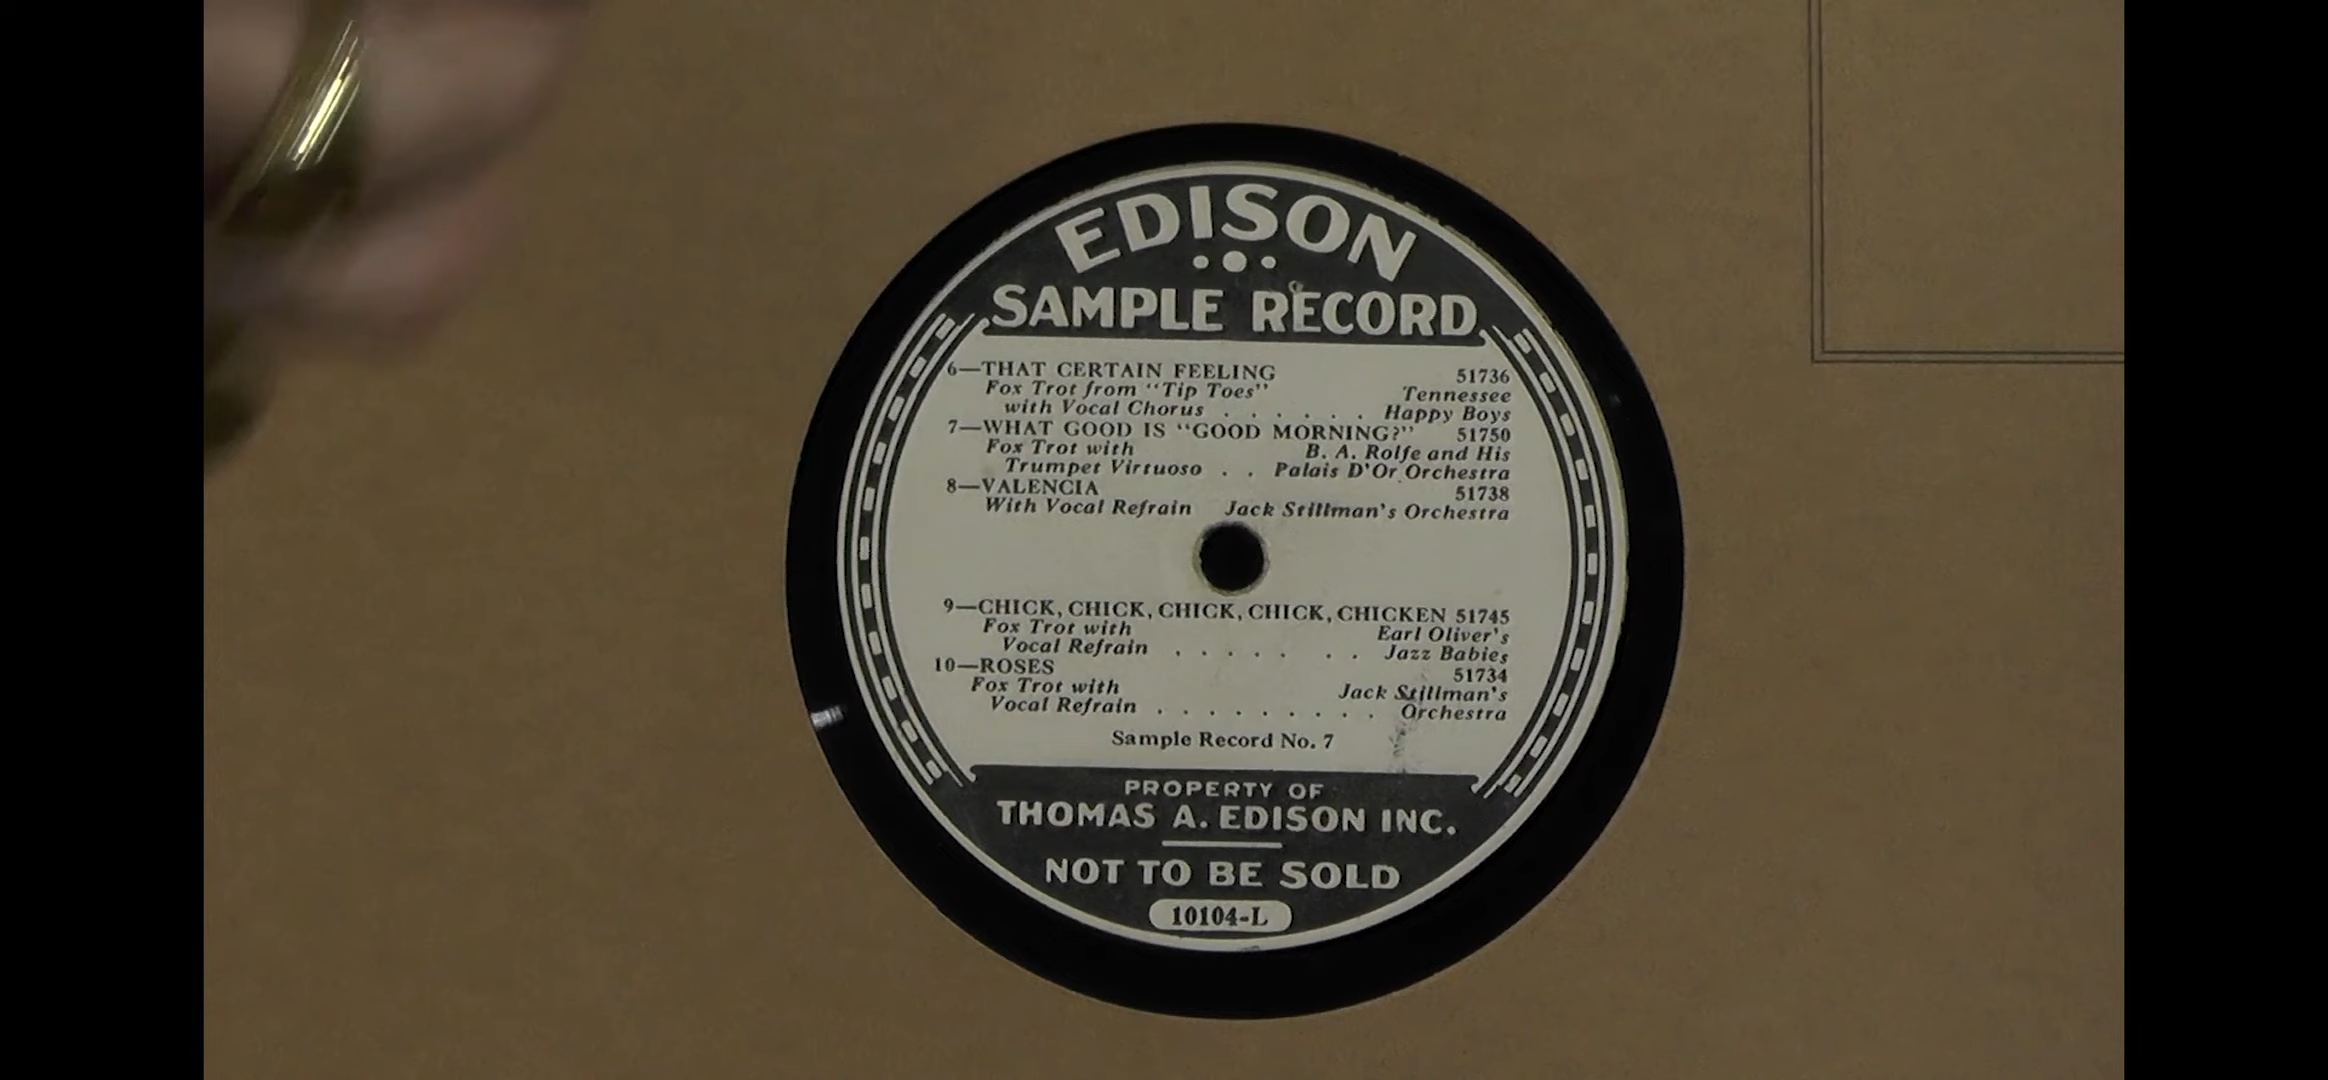 EDISON
SAMPLE RECORD
6—THAT CERTAIN FEELING 51736
Fox Trot from "Tip Toes" Tennessee
with Vocal Chorus . . . . . . Happy Boys
7—WHAT GOOD IS "GOOD MORNING?" 51750
Fox Trot with B. A. Rolfe and His
Trumpet Virtuoso . . Palais D'Or Orchestra
8—VALENCIA 51738
With Vocal Refrain Jack Stillman's Orchestra
9—CHICK, CHICK, CHICK, CHICK, CHICKEN 51745
Fox Trot with Earl Oliver's
Vocal Refrain . . . . . . . Jazz Babies
10—ROSES 51734
Fox Trot with Jack Stillman's
Vocal Refrain . . . . . . . . . Orchestra
Sample Record No. 7
PROPERTY OF
THOMAS A. EDISON INC.
NOT TO BE SOLD
10104-L